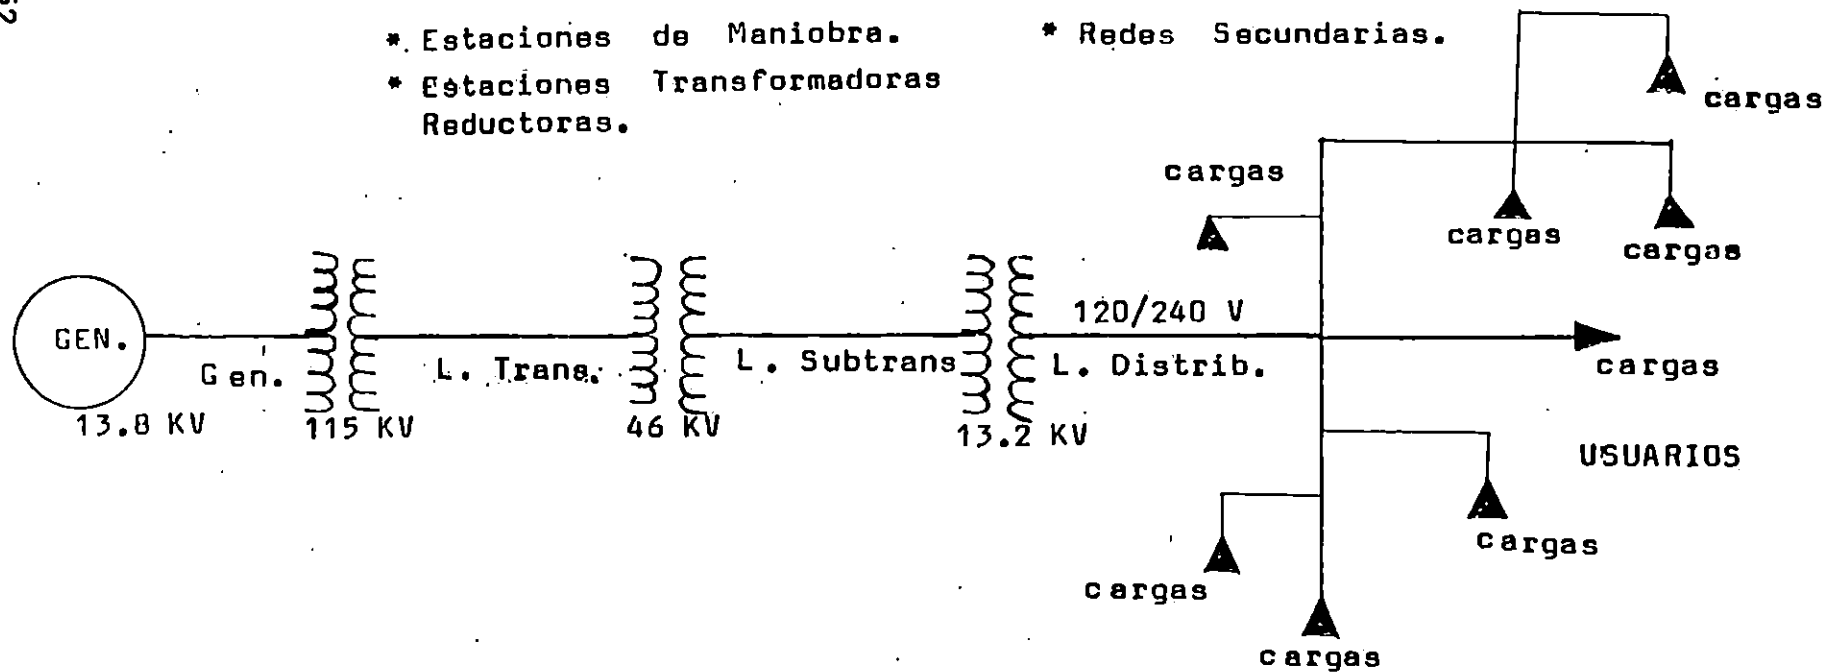 52
*. Estaciones de Maniobra.
* Estaciones Transformadoras
Reductoras.
* Redes Secundarias.
cargas
cargas
cargas
cargas
GEN.
Gen.
L. Trans.
L. Subtrans
120/240 V
L. Distrib.
cargas
13.8 KV
115 KV
46 KV
13.2 KV
USUARIOS
cargas
cargas
cargas